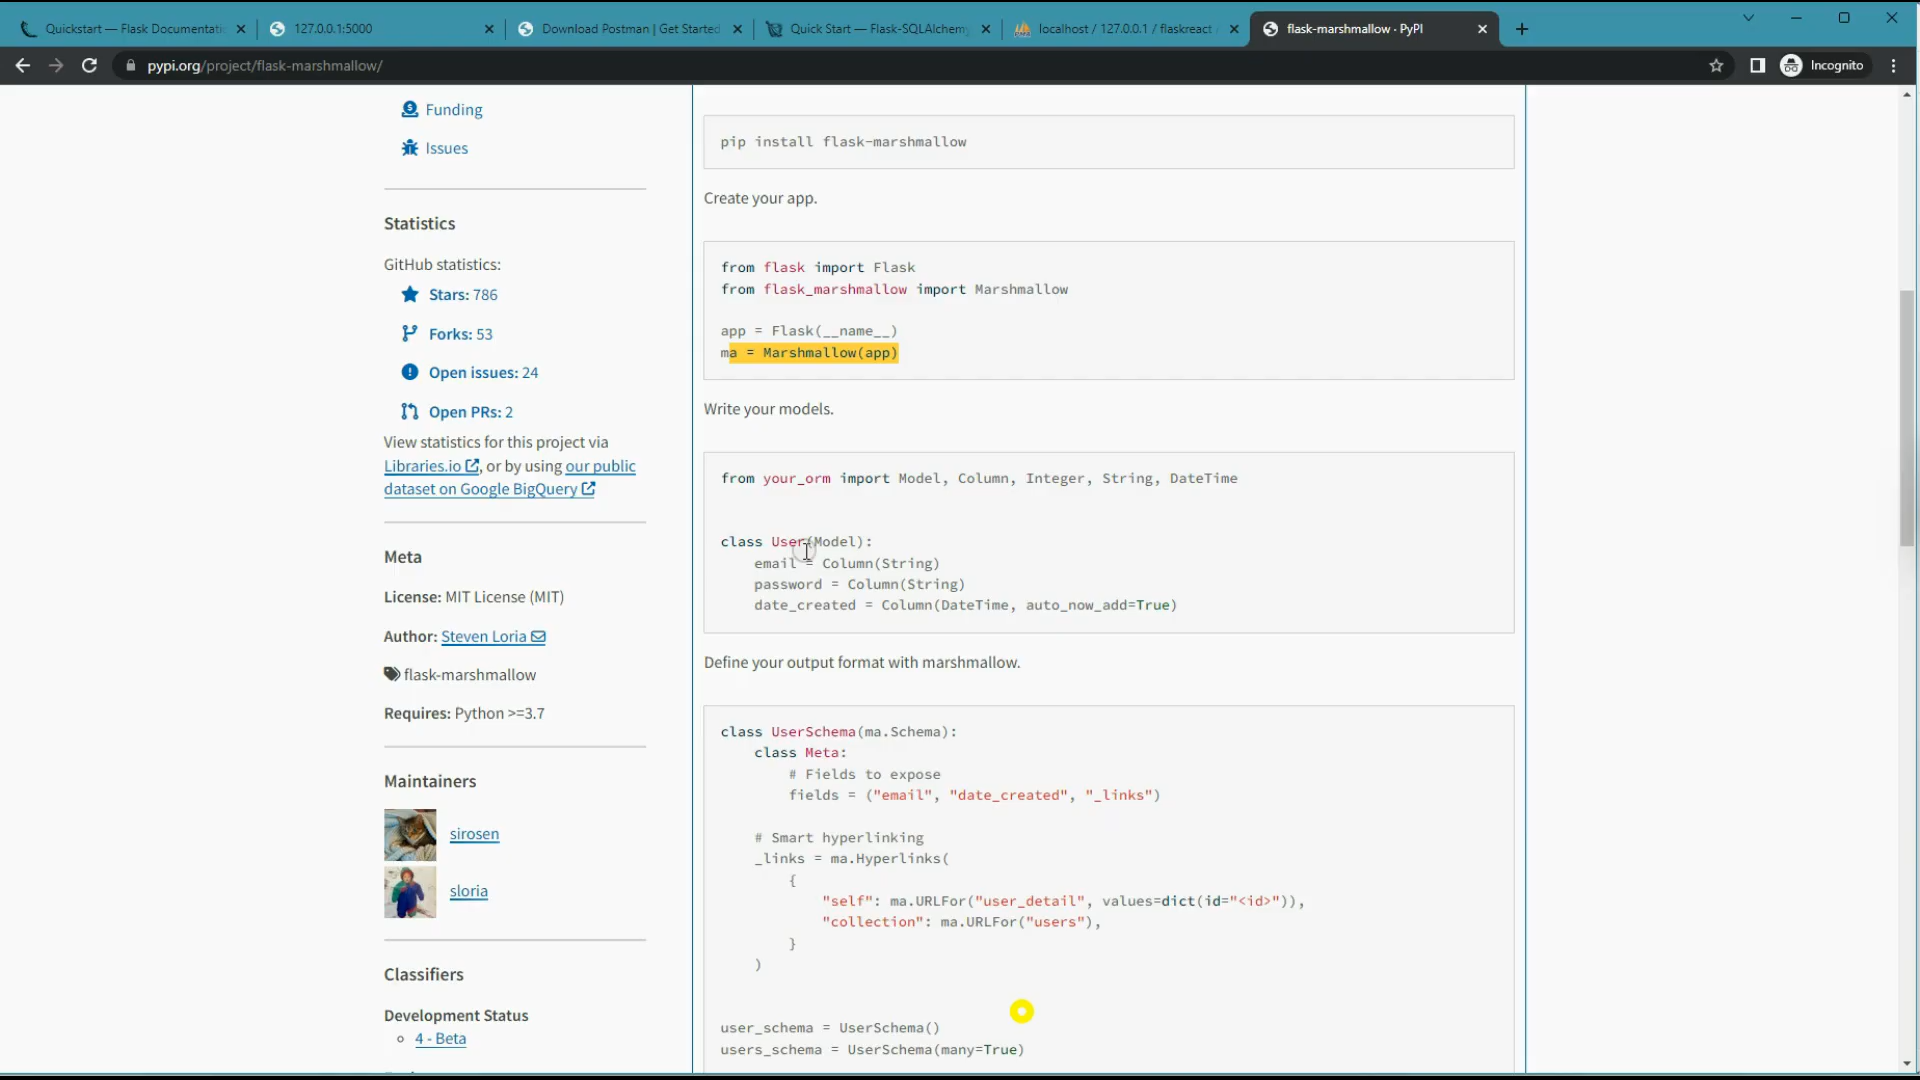 Quickstart — Flask Documentatio
127.0.0.1:5000
Download Postman | Get Started
Quick Start — Flask-SQLAlchemy
localhost / 127.0.0.1 / flaskreact
flask-marshmallow · PyPI
pypi.org/project/flask-marshmallow/
Incognito
Funding
Issues
Statistics
GitHub statistics:
Stars: 786
Forks: 53
Open issues: 24
Open PRs: 2
View statistics for this project via
Libraries.io, or by using our public
dataset on Google BigQuery
Meta
License: MIT License (MIT)
Author: Steven Loria
flask-marshmallow
Requires: Python >=3.7
Maintainers
sirosen
sloria
Classifiers
Development Status
4 - Beta
pip install flask-marshmallow
Create your app.
from flask import Flask
from flask_marshmallow import Marshmallow
app = Flask(__name__)
ma = Marshmallow(app)
Write your models.
from your_orm import Model, Column, Integer, String, DateTime
class User(Model):
email = Column(String)
password = Column(String)
date_created = Column(DateTime, auto_now_add=True)
Define your output format with marshmallow.
class UserSchema(ma.Schema):
class Meta:
# Fields to expose
fields = ("email", "date_created", "_links")
# Smart hyperlinking
_links = ma.Hyperlinks(
{
"self": ma.URLFor("user_detail", values=dict(id="<id>")),
"collection": ma.URLFor("users"),
}
)
user_schema = UserSchema()
users_schema = UserSchema(many=True)